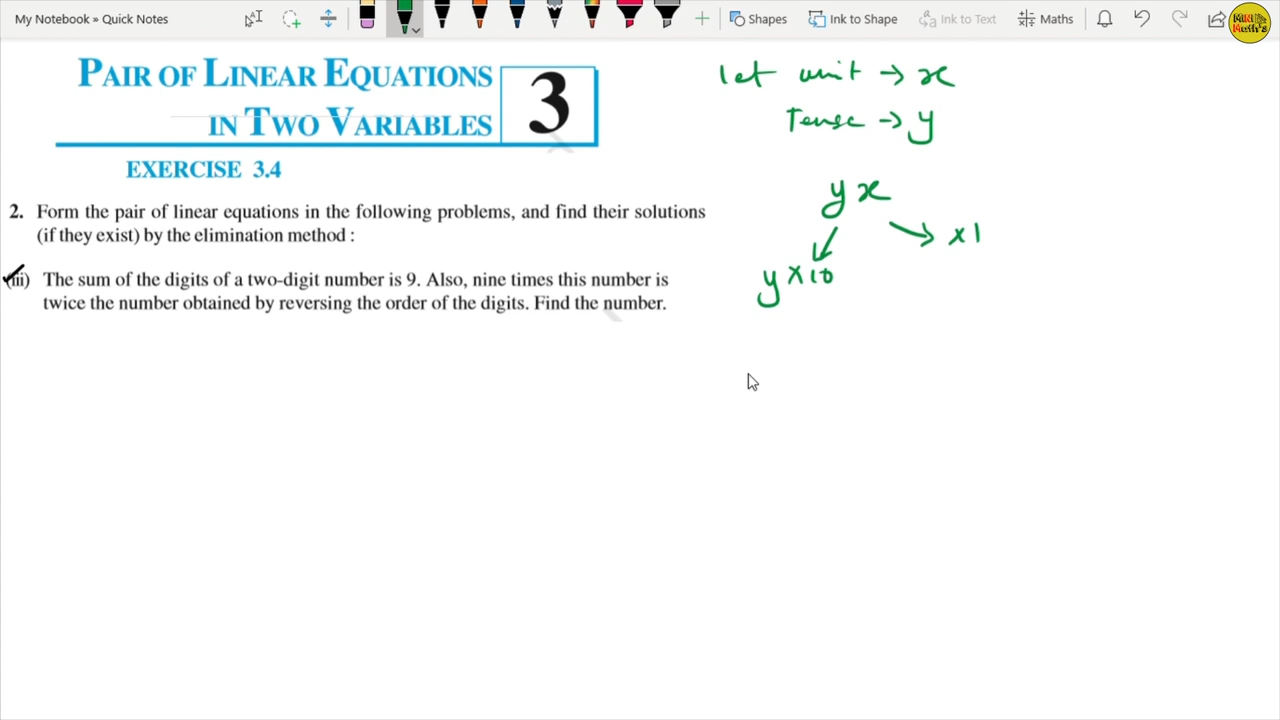 My Notebook » Quick Notes
Shapes
Ink to Shape
Ink to Text
Maths
PAIR OF LINEAR EQUATIONS
IN TWO VARIABLES
3
EXERCISE 3.4
2. Form the pair of linear equations in the following problems, and find their solutions
(if they exist) by the elimination method :
(iii) The sum of the digits of a two-digit number is 9. Also, nine times this number is
twice the number obtained by reversing the order of the digits. Find the number.
let unit → x
Tense → y
y x
× 1
y × 10